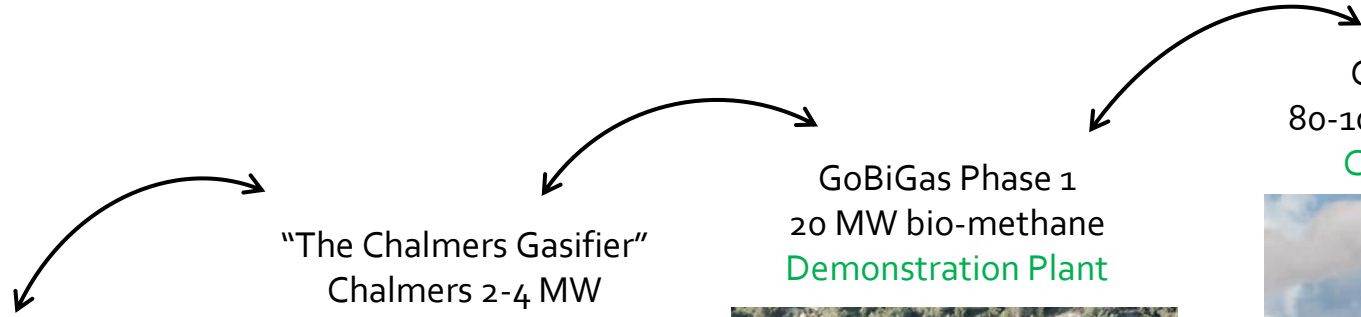 "The Chalmers Gasifier"
Chalmers 2-4 MW
GoBiGas Phase 1
20 MW bio-methane
Demonstration Plant